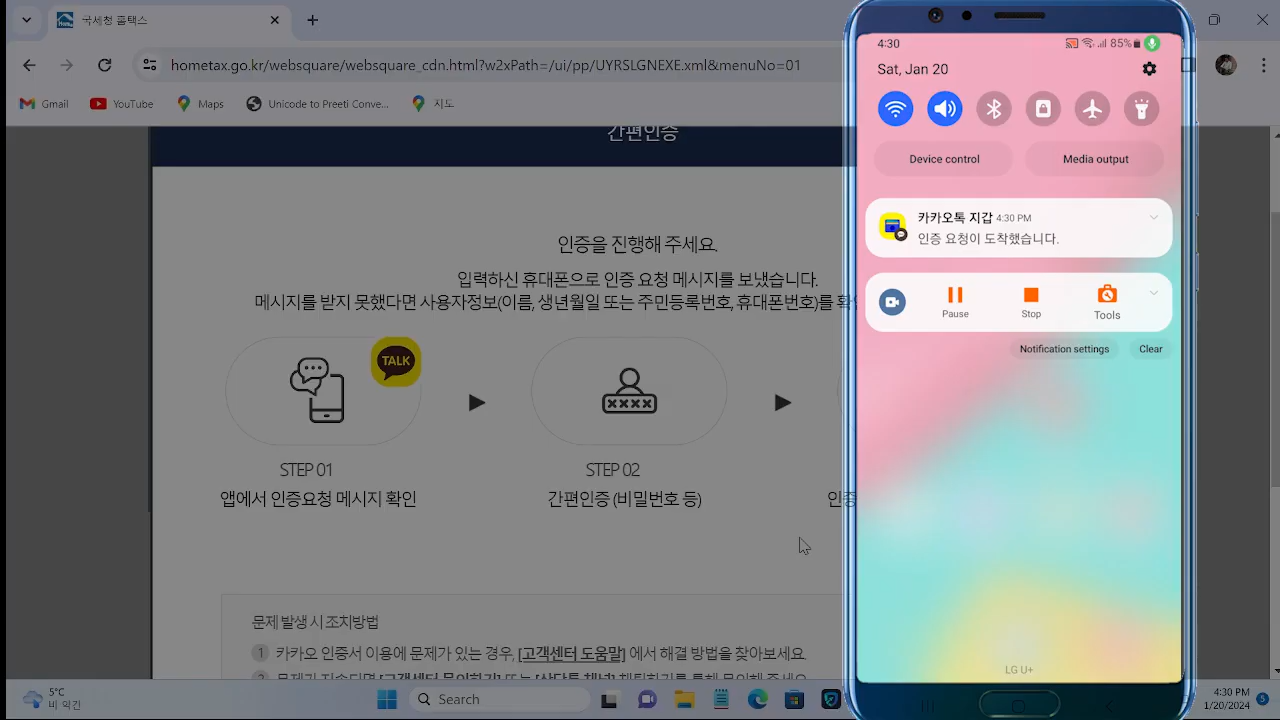 국세청 홈택스
hometax.go.kr/websquare/websquare_cdn.html?w2xPath=/ui/pp/UYRSLGNEXE.xml&menuNo=01
Gmail
YouTube
Maps
Unicode to Preeti Conve...
지도
간편인증
인증을 진행해 주세요.
입력하신 휴대폰으로 인증 요청 메시지를 보냈습니다.
메시지를 받지 못했다면 사용자정보(이름, 생년월일 또는 주민등록번호, 휴대폰번호)를
TALK
STEP 01
앱에서 인증요청 메시지 확인
STEP 02
간편인증 (비밀번호 등)
문제 발생 시 조치방법
1 카카오 인증서 이용에 문제가 있는 경우, [고객센터 도움말] 에서 해결 방법을 찾아보세요.
4:30
85%
Sat, Jan 20
Device control
Media output
카카오톡 지갑 4:30 PM
인증 요청이 도착했습니다.
Pause
Stop
Tools
Notification settings
Clear
LG U+
5°C
비 약간
Search
4:30 PM
1/20/2024
5